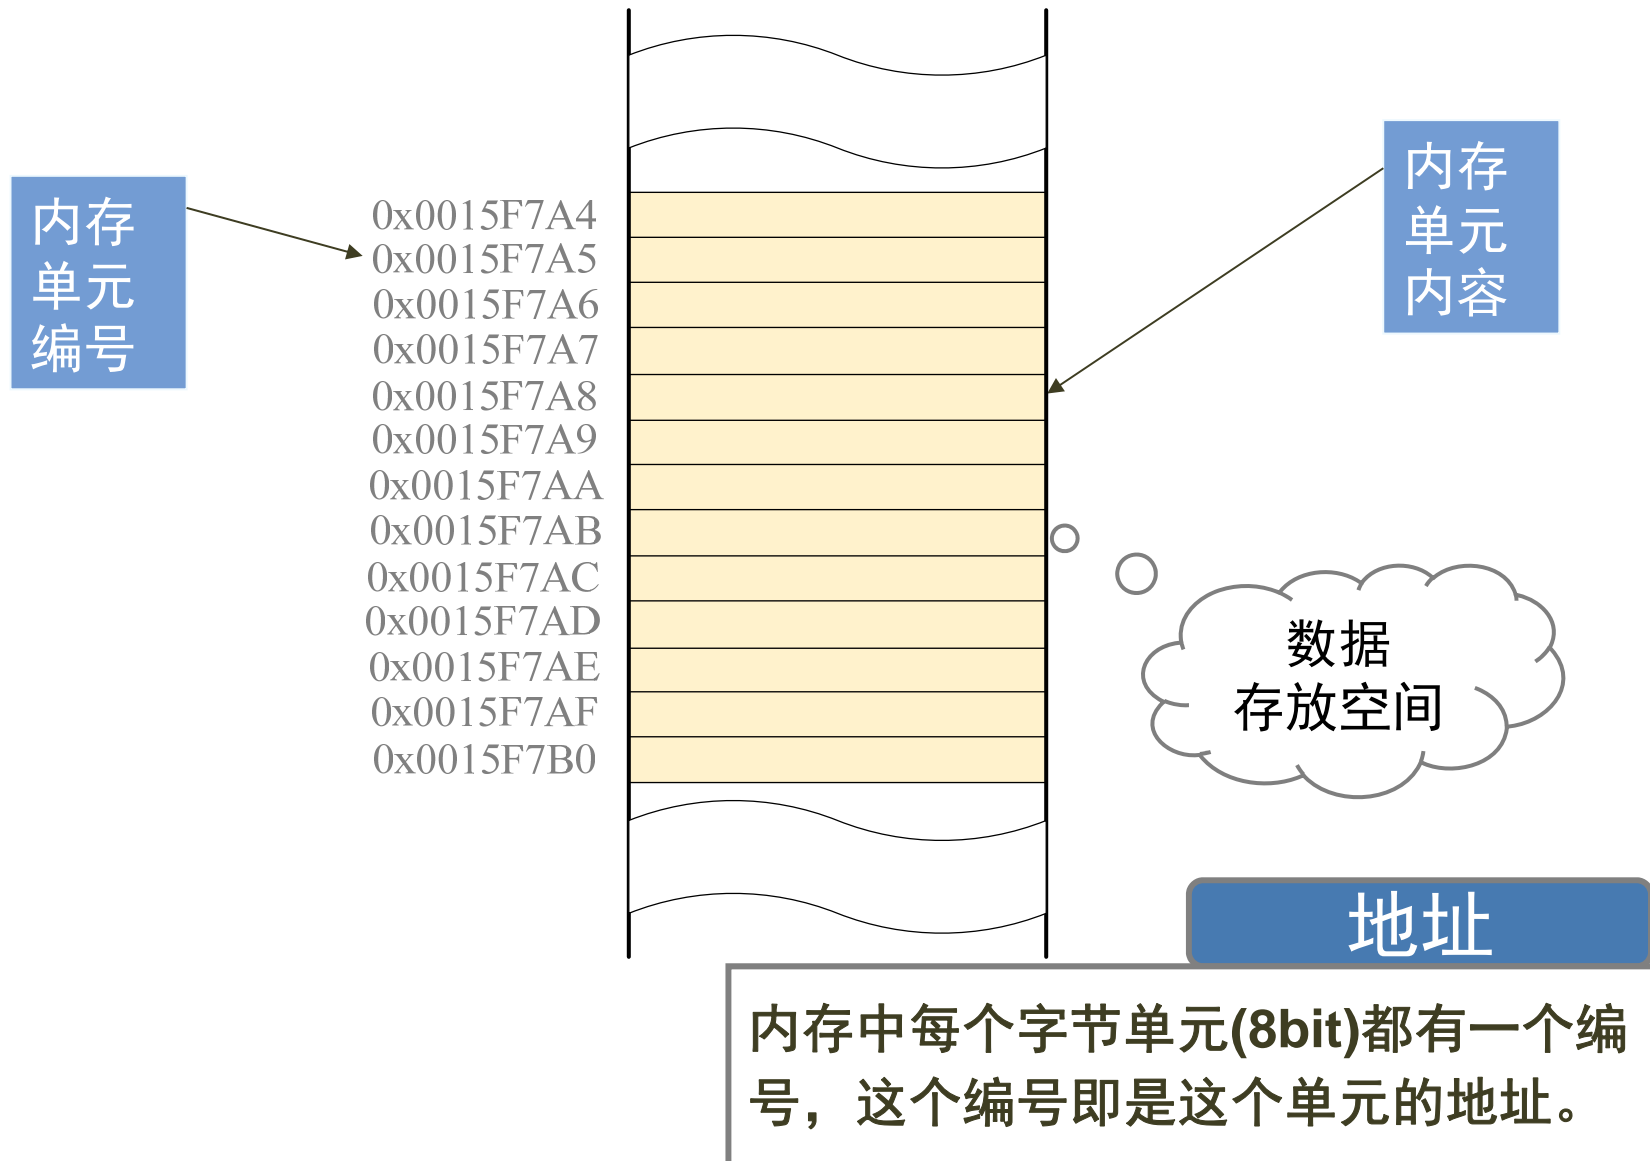 内存
单元
编号
0x0015F7A4
0x0015F7A5
0x0015F7A6
0x0015F7A7
0x0015F7A8
0x0015F7A9
0x0015F7AA
0x0015F7AB
0x0015F7AC
0x0015F7AD
0x0015F7AE
0x0015F7AF
0x0015F7B0
内存
单元
内容
数据
存放空间
地址
内存中每个字节单元(8bit)都有一个编
号，这个编号即是这个单元的地址。